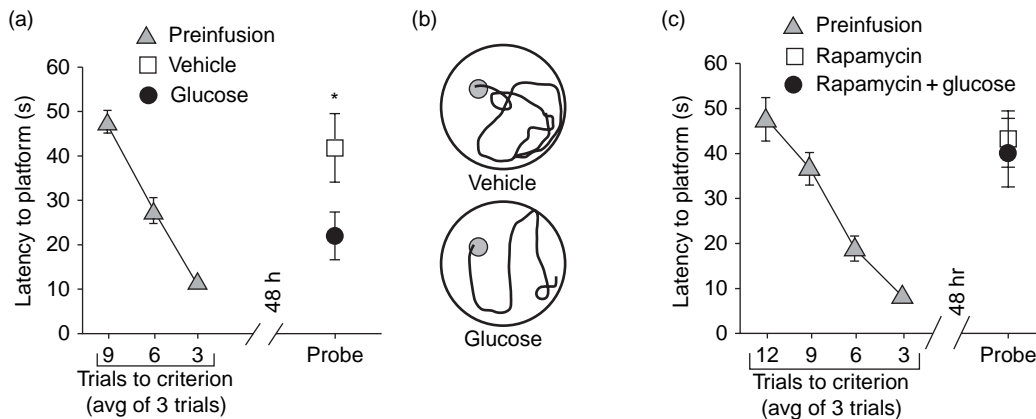 (a)
Preinfusion
Vehicle
Glucose
Latency to platform (s)
60
50
40
30
20
10
0
*
9 6 3
48 h
Probe
Trials to criterion
(avg of 3 trials)
(b)
Vehicle
Glucose
(c)
Preinfusion
Rapamycin
Rapamycin + glucose
Latency to platform (s)
60
50
40
30
20
10
0
12 9 6 3
48 hr
Probe
Trials to criterion
(avg of 3 trials)